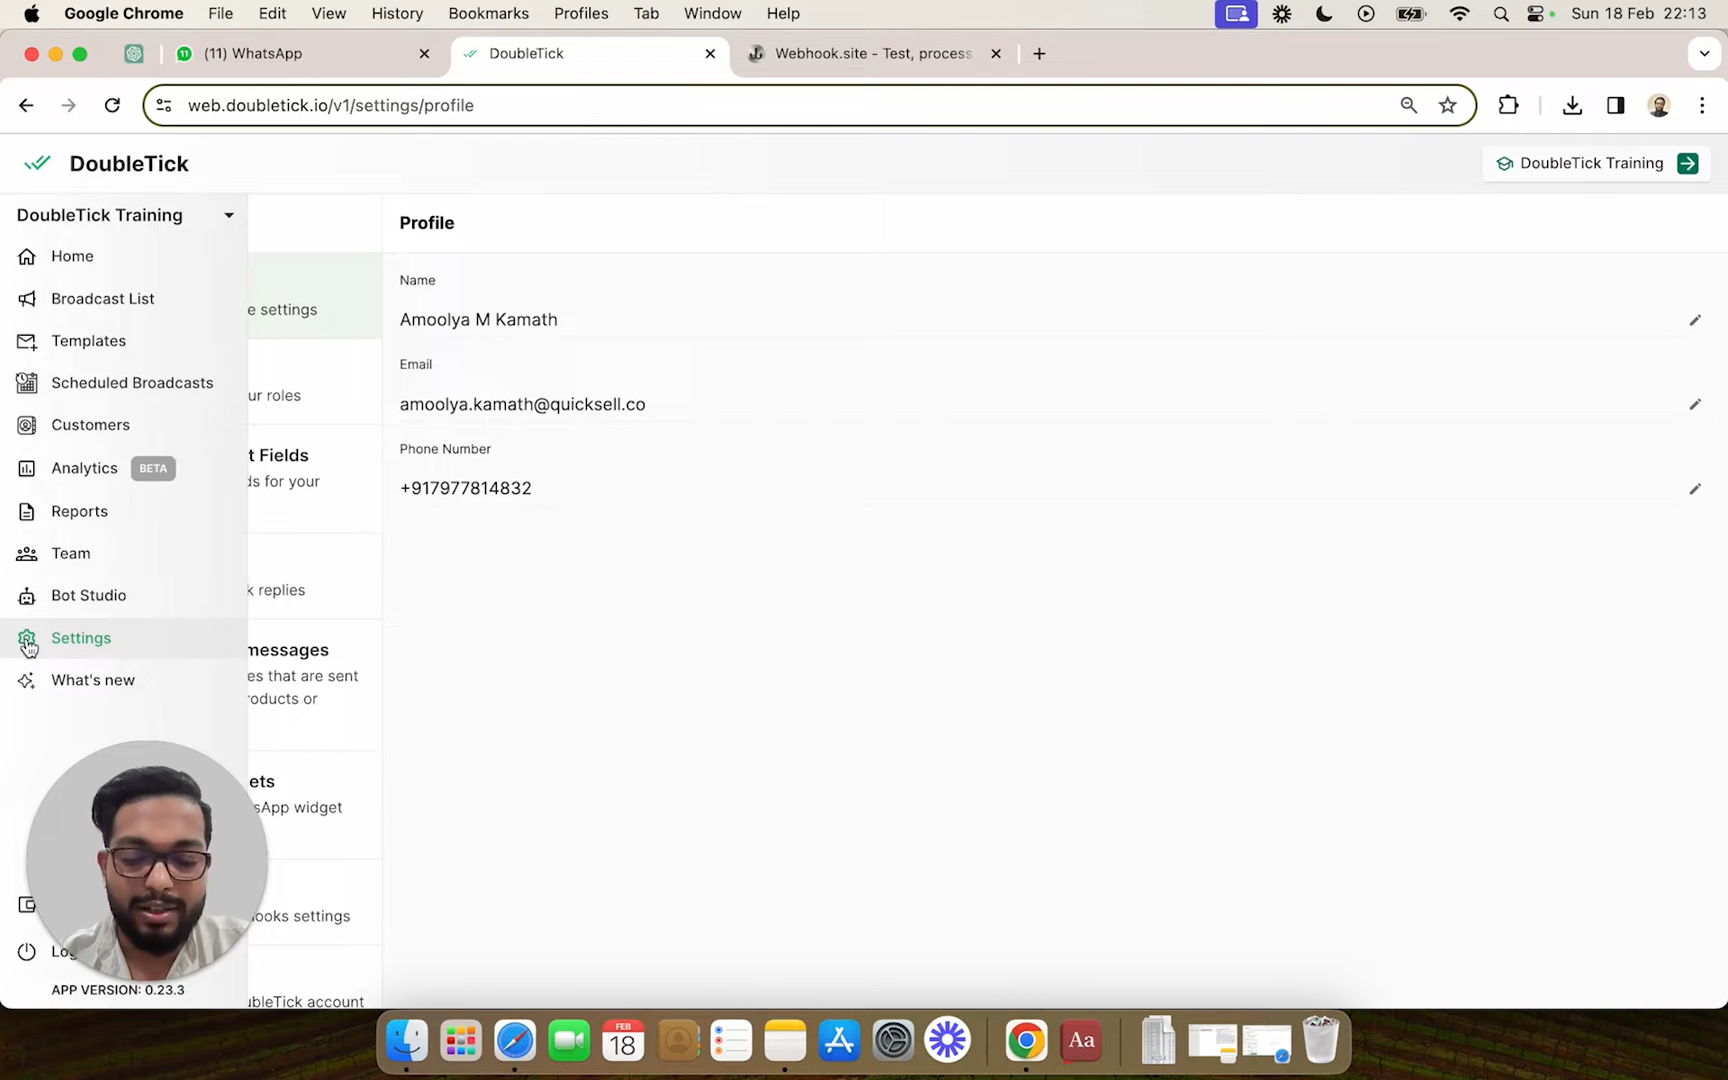 Google Chrome File Edit View History Bookmarks Profiles Tab Window Help Sun 18 Feb 22:13
(11) WhatsApp DoubleTick Webhook.site - Test, process
web.doubletick.io/v1/settings/profile
DoubleTick DoubleTick Training
DoubleTick Training
Home
Broadcast List
Templates
Scheduled Broadcasts
Customers
Analytics BETA
Reports
Team
Bot Studio
Settings
What's new
APP VERSION: 0.23.3
e settings
ur roles
t Fields
ds for your
k replies
messages
es that are sent
roducts or
ets
sApp widget
ooks settings
ubleTick account
Profile
Name
Amoolya M Kamath
Email
amoolya.kamath@quicksell.co
Phone Number
+917977814832
FEB
18
Aa